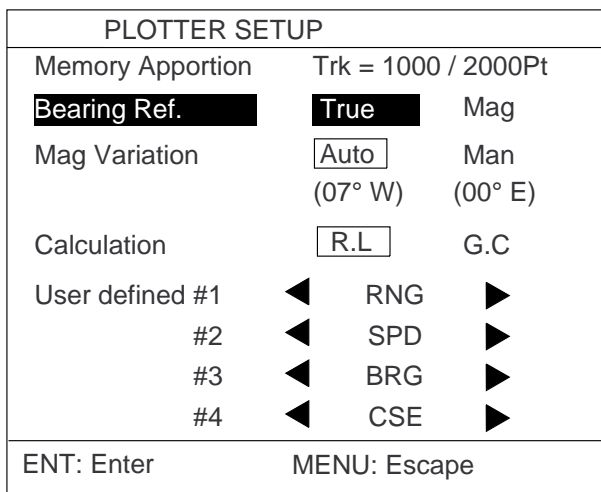 PLOTTER SETUP
Memory Apportion Trk = 1000 / 2000Pt
Bearing Ref. True Mag
Mag Variation Auto Man
(07° W) (00° E)
Calculation R.L G.C
User defined #1 ◀ RNG ▶
#2 ◀ SPD ▶
#3 ◀ BRG ▶
#4 ◀ CSE ▶
ENT: Enter MENU: Escape